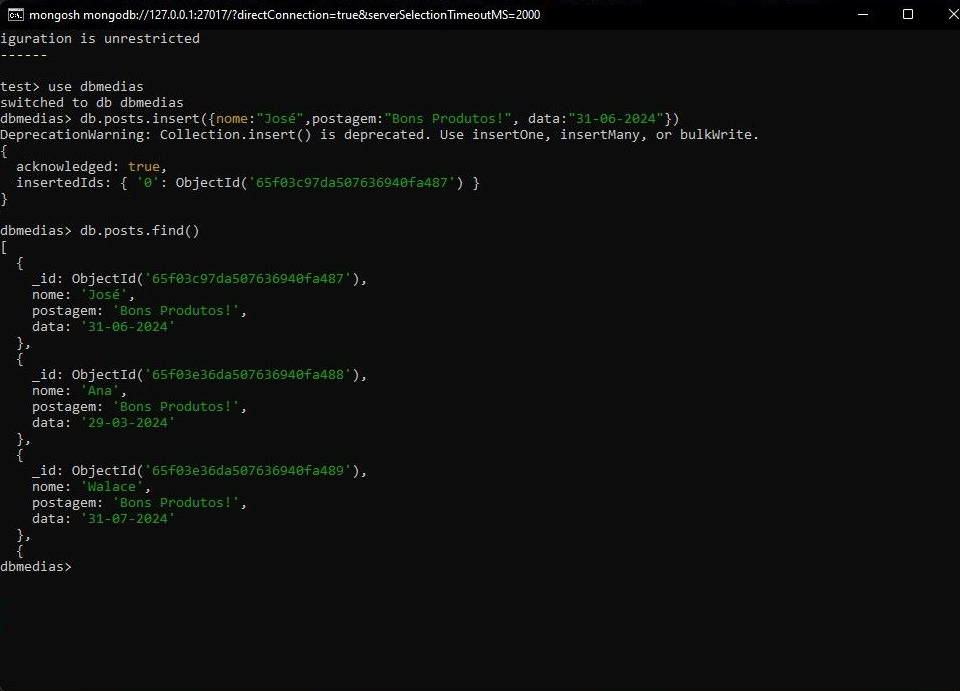 mongosh mongodb://127.0.0.1:27017/?directConnection=true&serverSelectionTimeoutMS=2000
iguration is unrestricted
------
test> use dbmedias
switched to db dbmedias
dbmedias> db.posts.insert({nome:"José",postagem:"Bons Produtos!", data:"31-06-2024"})
DeprecationWarning: Collection.insert() is deprecated. Use insertOne, insertMany, or bulkWrite.
{
  acknowledged: true,
  insertedIds: { '0': ObjectId('65f03c97da507636940fa487') }
}
dbmedias> db.posts.find()
[
  {
    _id: ObjectId('65f03c97da507636940fa487'),
    nome: 'José',
    postagem: 'Bons Produtos!',
    data: '31-06-2024'
  },
  {
    _id: ObjectId('65f03e36da507636940fa488'),
    nome: 'Ana',
    postagem: 'Bons Produtos!',
    data: '29-03-2024'
  },
  {
    _id: ObjectId('65f03e36da507636940fa489'),
    nome: 'Walace',
    postagem: 'Bons Produtos!',
    data: '31-07-2024'
  },
  {
dbmedias>